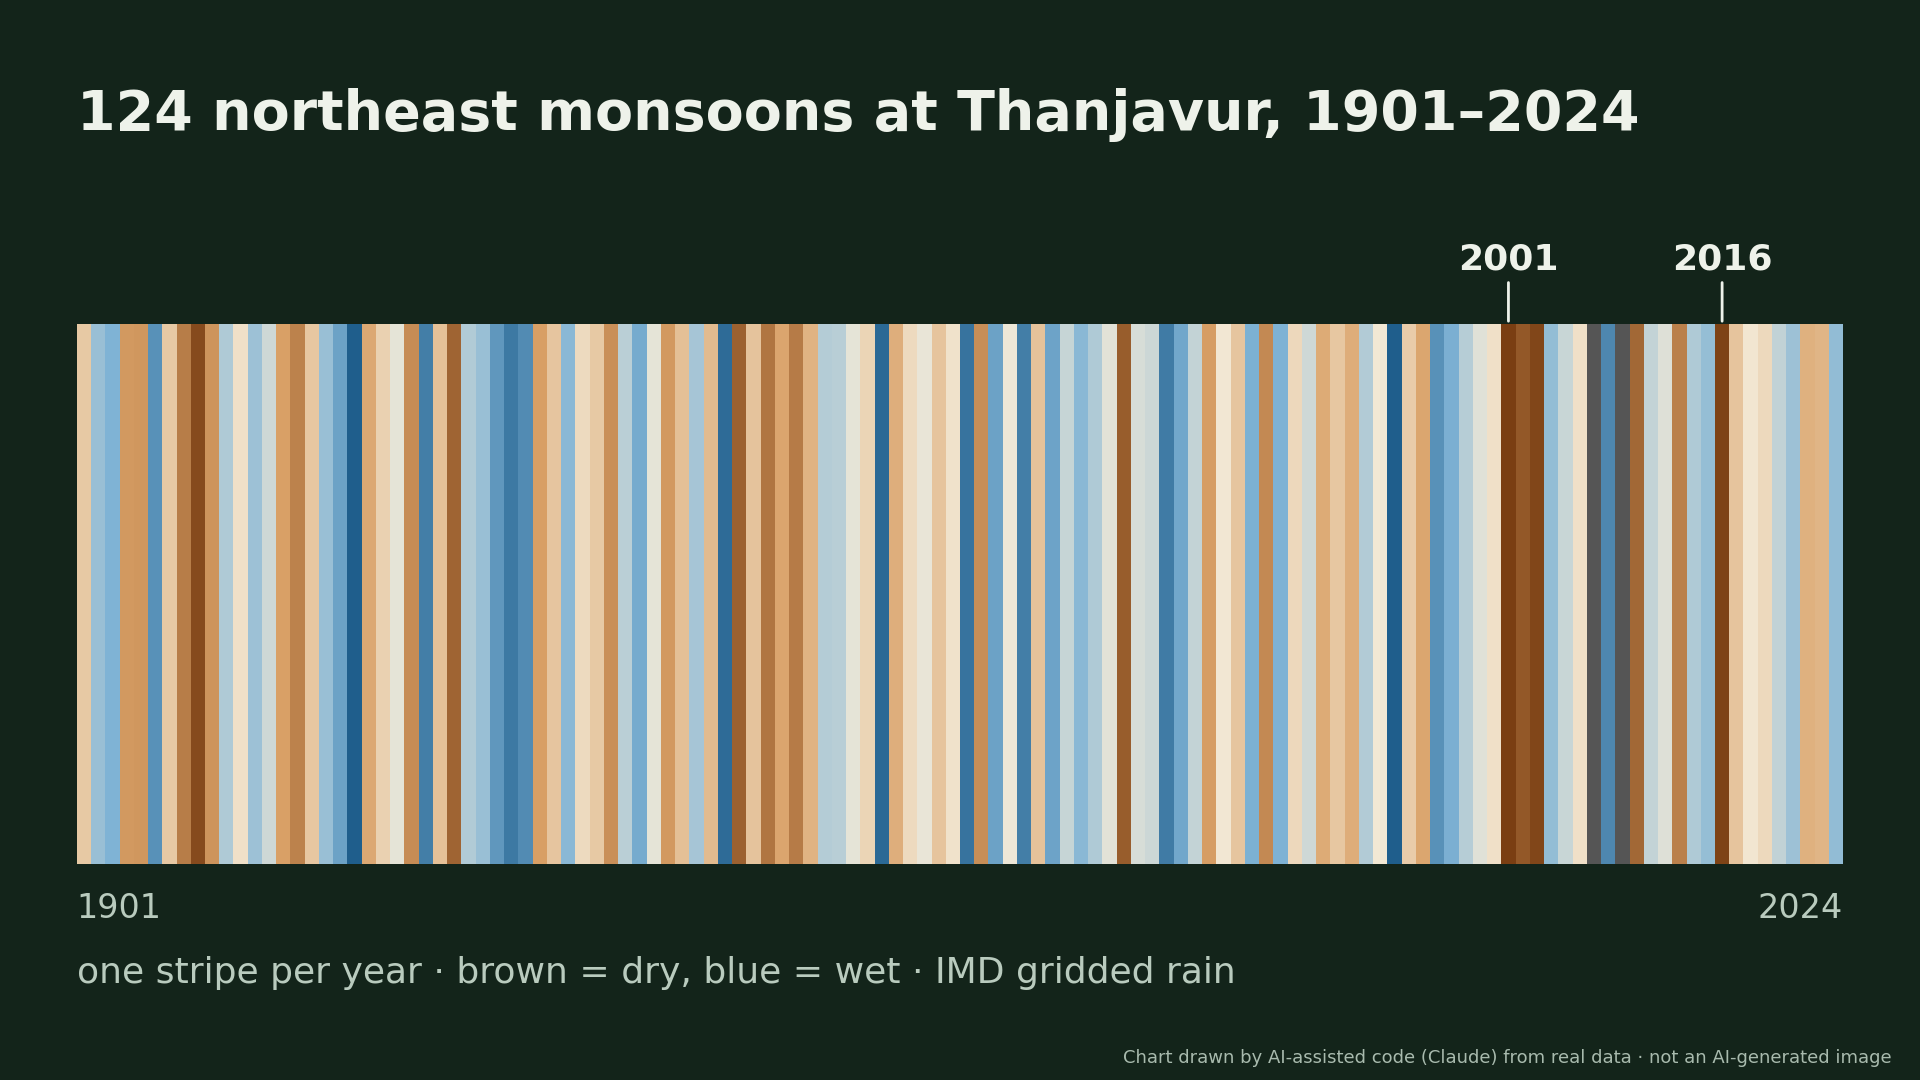 124 northeast monsoons at Thanjavur, 1901–2024
2001 2016
1901 2024
one stripe per year · brown = dry, blue = wet · IMD gridded rain
Chart drawn by AI-assisted code (Claude) from real data · not an AI-generated image